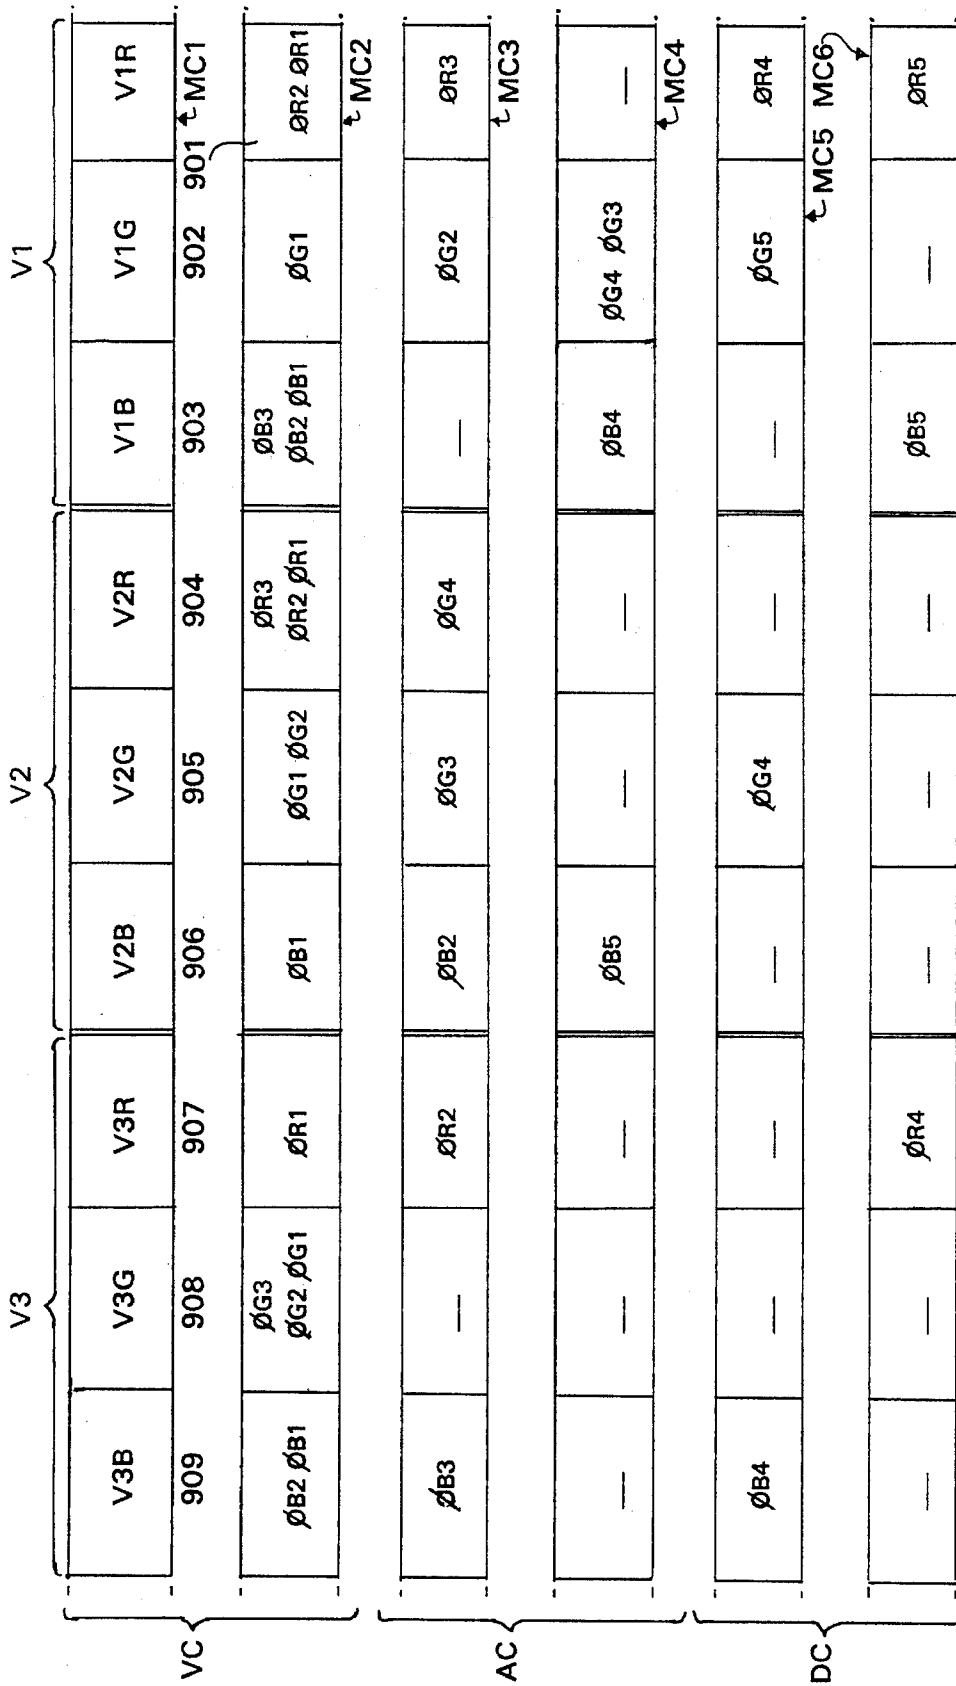 V3 V2 V1
V3B V3G V3R V2B V2G V2R V1B V1G V1R
VC 909 908 907 906 905 904 903 902 901 MC1
ØG3 ØR3 ØB3
ØB2 ØB1 ØG2 ØG1 ØR1 ØB1 ØG1 ØG2 ØR2 ØR1 ØB2 ØB1 ØG1 ØR2 ØR1
MC2
ØB3 — ØR2 ØB2 ØG3 ØG4 — ØG2 ØR3
AC MC3
— — — ØB5 — — ØB4 ØG4 ØG3 —
MC4
ØB4 — — — ØG4 — — ØG5 ØR4
DC MC5 MC6
— — ØR4 — — — ØB5 — ØR5